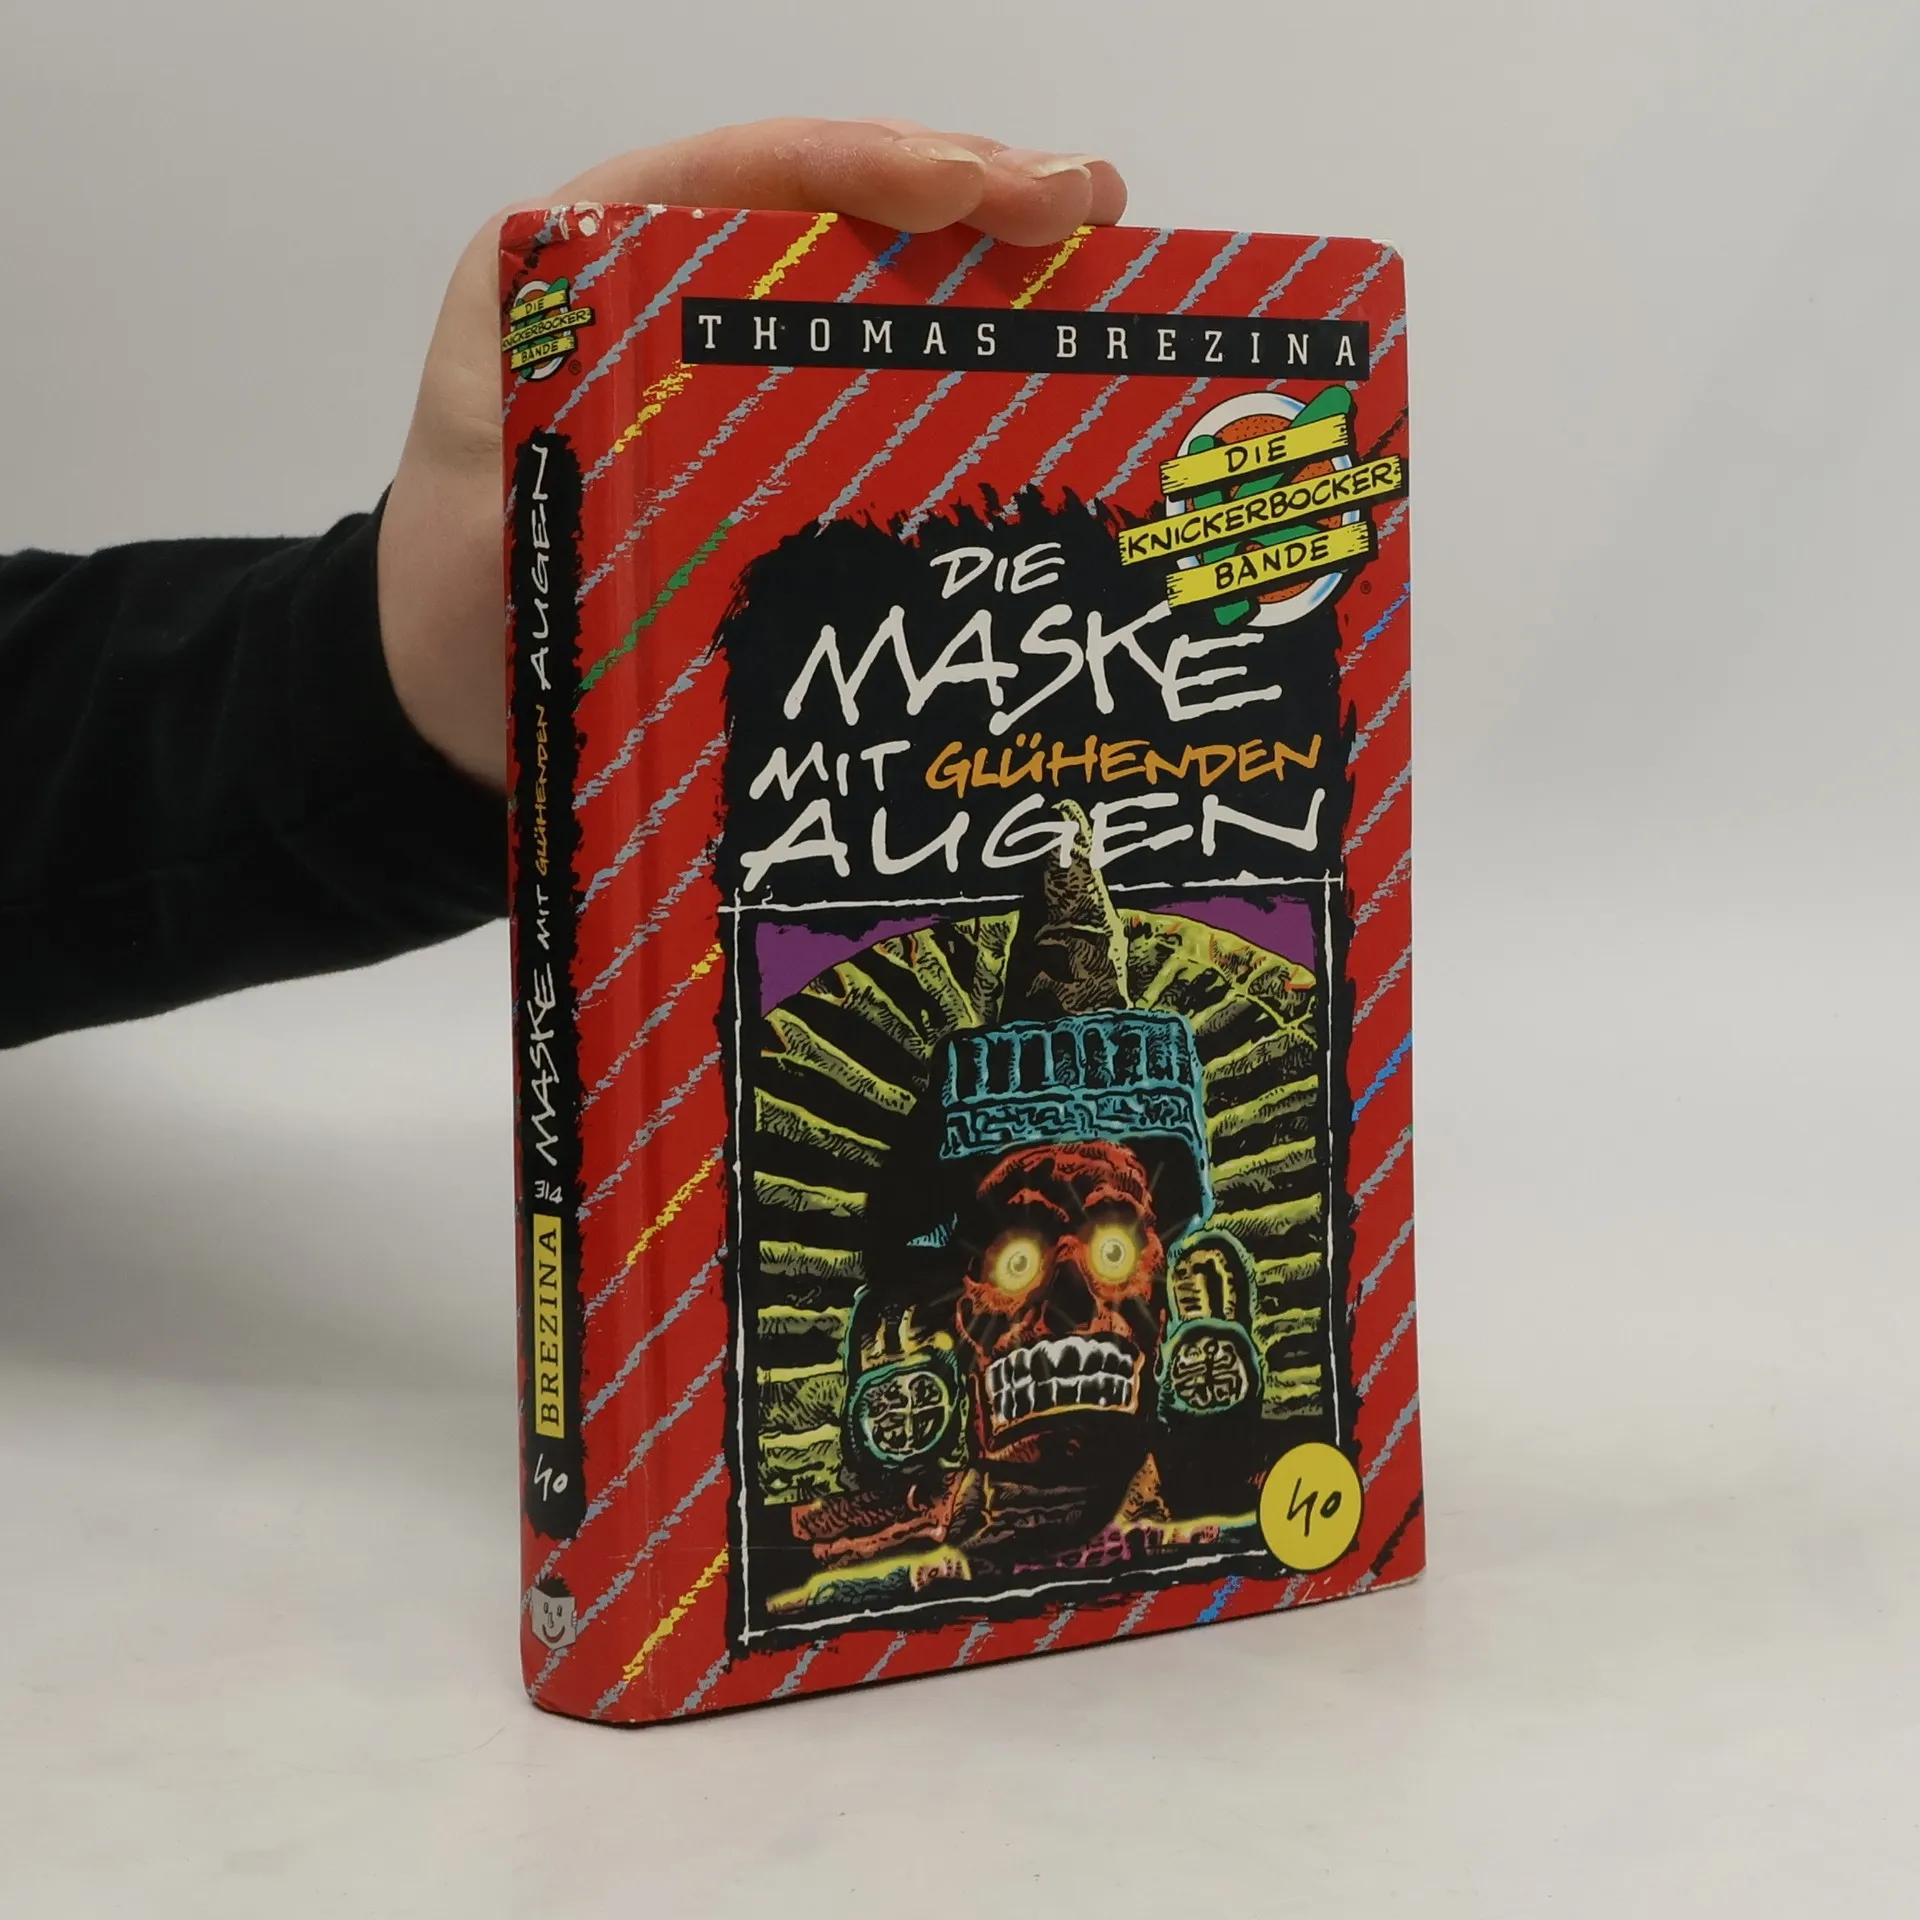 THOMAS BREZINA
DIE
KNICKERBOCKER
BANDE
®
DIE
MASKE
MIT GLÜHENDEN
AUGEN
40
DIE
KNICKERBOCKER-
BANDE
®
40 BREZINA 314 MASKE MIT GLÜHENDEN AUGEN